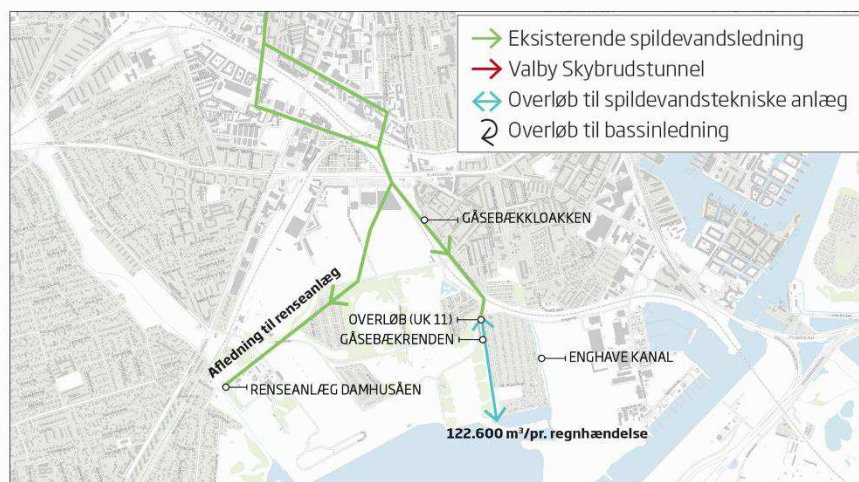 Eksisterende spildevandsledning
Valby Skybrudstunnel
Overløb til spildevandstekniske anlæg
Overløb til bassinledning
GÅSEBÆKKLOAKKEN
Afledning til renseanlæg
OVERLØB (UK 11)
GÅSEBÆKRENDEN
ENGHAVE KANAL
RENSEANLÆG DAMHUSÅEN
122.600 m³/pr. regnhændelse